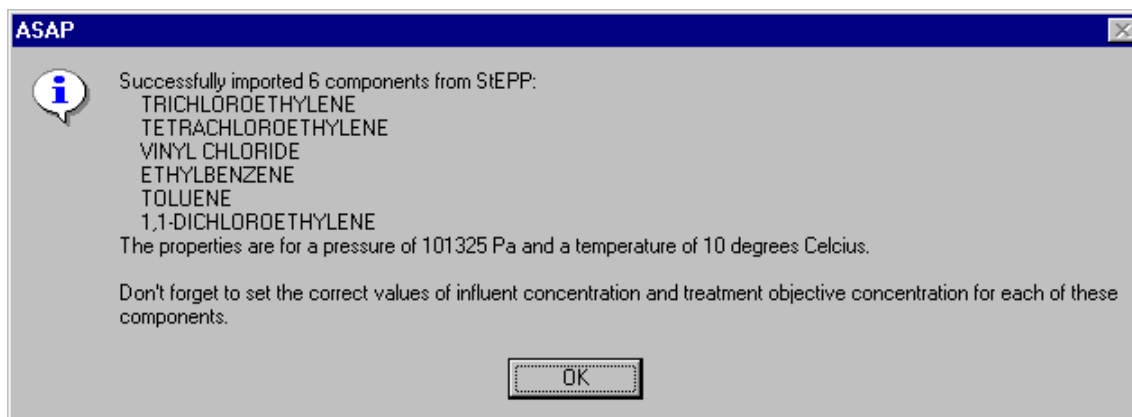 ASAP
Successfully imported 6 components from StEPP:
TRICHLOROETHYLENE
TETRACHLOROETHYLENE
VINYL CHLORIDE
ETHYLBENZENE
TOLUENE
1,1-DICHLOROETHYLENE
The properties are for a pressure of 101325 Pa and a temperature of 10 degrees Celcius.
Don't forget to set the correct values of influent concentration and treatment objective concentration for each of these
components.
OK